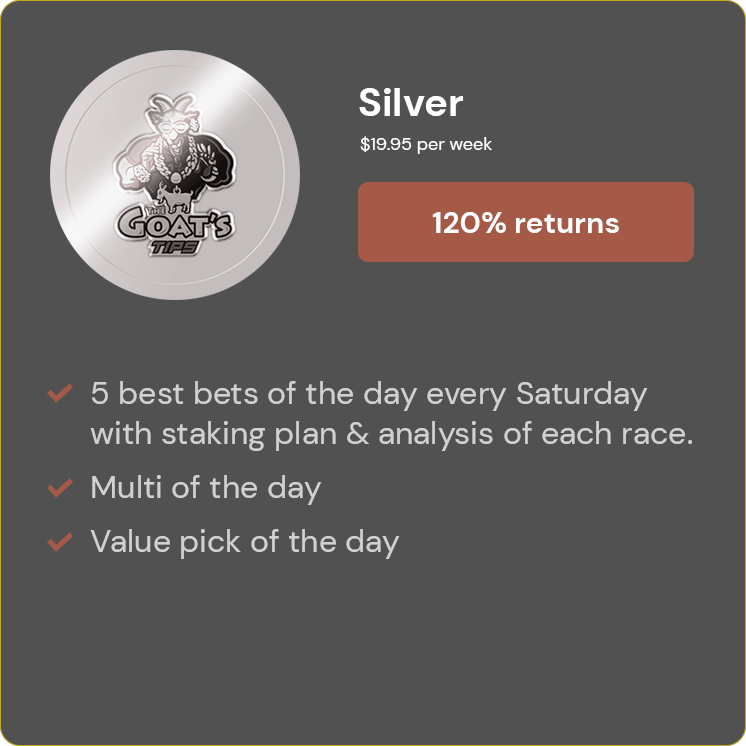 THE
GOAT'S
TIPS
Silver
$19.95 per week
120% returns
5 best bets of the day every Saturday
with staking plan & analysis of each race.
Multi of the day
Value pick of the day